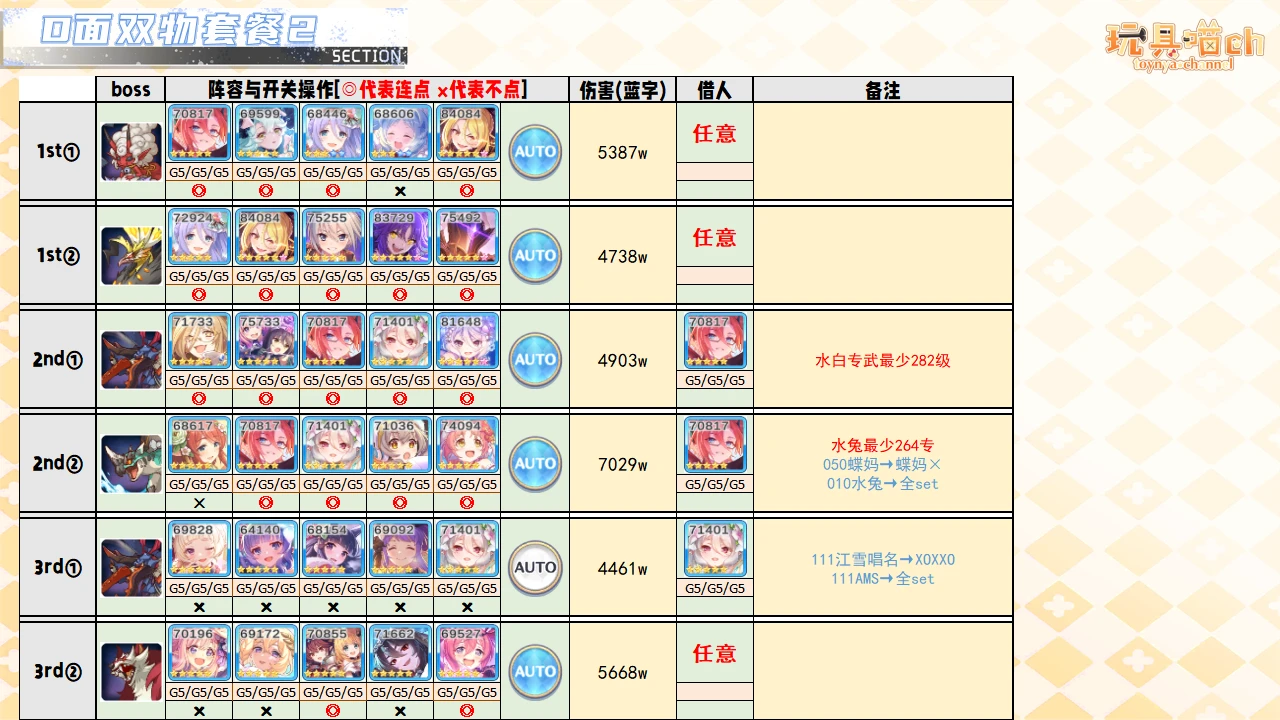 D面双物套餐2
SECTION
玩具喵ch
toynya channel
boss 阵容与开关操作[◎代表连点 ×代表不点] 伤害(蓝字) 借人 备注
70817 69599 68446 68606 84084
1st① AUTO 5387w 任意
G5/G5/G5 G5/G5/G5 G5/G5/G5 G5/G5/G5 G5/G5/G5
◎ ◎ ◎ × ◎
72924 84084 75255 83729 75492
1st② AUTO 4738w 任意
G5/G5/G5 G5/G5/G5 G5/G5/G5 G5/G5/G5 G5/G5/G5
◎ ◎ ◎ ◎ ◎
71733 75733 70817 71401 81648 70817
2nd① AUTO 4903w 水白专武最少282级
G5/G5/G5 G5/G5/G5 G5/G5/G5 G5/G5/G5 G5/G5/G5 G5/G5/G5
◎ ◎ ◎ ◎ ◎
68617 70817 71401 71036 74094 70817
水兔最少264专
2nd② AUTO 7029w 050蝶妈→蝶妈×
G5/G5/G5 G5/G5/G5 G5/G5/G5 G5/G5/G5 G5/G5/G5 G5/G5/G5 010水兔→全set
× ◎ ◎ ◎ ◎
69828 64140 68154 69092 71401 71401
3rd① AUTO 4461w 111江雪唱名→XOXXO
111AMS→全set
G5/G5/G5 G5/G5/G5 G5/G5/G5 G5/G5/G5 G5/G5/G5 G5/G5/G5
× × × × ×
70196 69172 70855 71662 69527
3rd② AUTO 5668w 任意
G5/G5/G5 G5/G5/G5 G5/G5/G5 G5/G5/G5 G5/G5/G5
× × ◎ × ◎